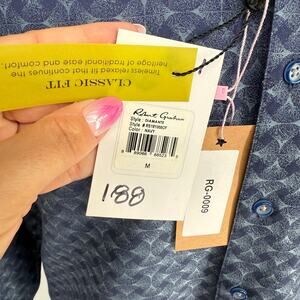 CLASSIC FIT
Timeless relaxed fit that continues the
heritage of traditional ease and comfort.
Robert Graham
Style : DIAMANTE
Color : NAVY
M
188
RG-0009